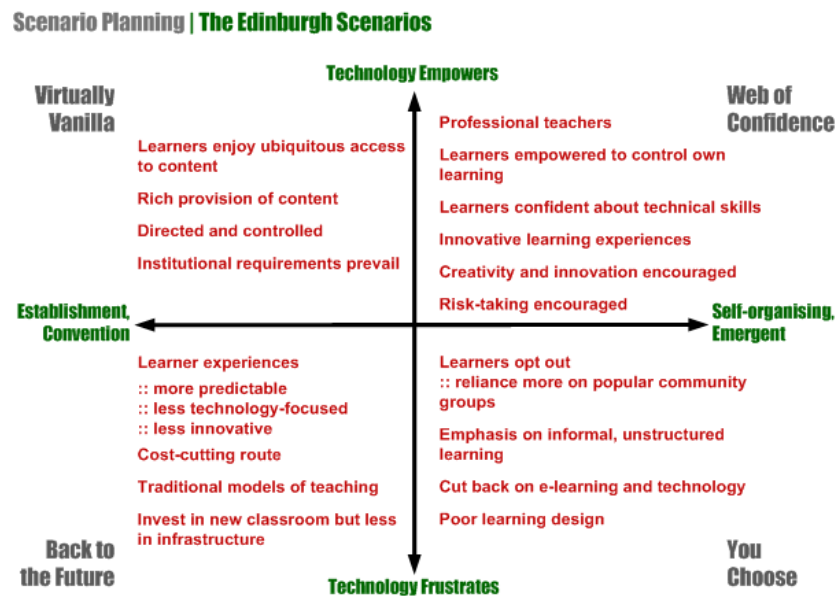 Scenario Planning | The Edinburgh Scenarios
Technology Empowers
Virtually
Vanilla
Web of
Confidence
Learners enjoy ubiquitous access
to content
Rich provision of content
Directed and controlled
Institutional requirements prevail
Professional teachers
Learners empowered to control own
learning
Learners confident about technical skills
Innovative learning experiences
Creativity and innovation encouraged
Risk-taking encouraged
Establishment,
Convention
Self-organising,
Emergent
Learner experiences
:: more predictable
:: less technology-focused
:: less innovative
Cost-cutting route
Traditional models of teaching
Invest in new classroom but less
in infrastructure
Learners opt out
:: reliance more on popular community
groups
Emphasis on informal, unstructured
learning
Cut back on e-learning and technology
Poor learning design
Back to
the Future
You
Choose
Technology Frustrates